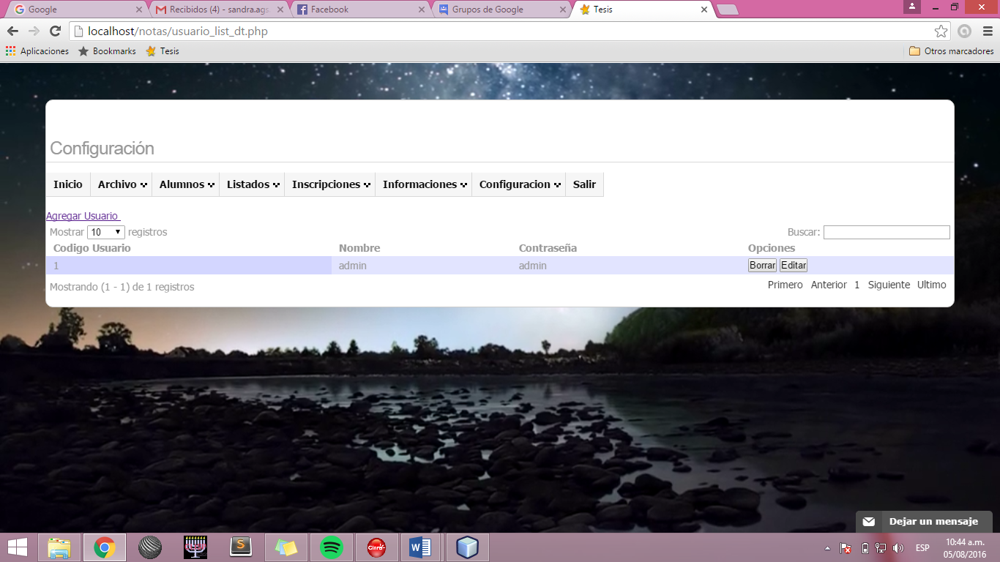 Google
Recibidos (4) - sandra.ags
Facebook
Grupos de Google
Tesis
localhost/notas/usuario_list_dt.php
Aplicaciones
Bookmarks
Tesis
Otros marcadores
Configuración
Inicio
Archivo
Alumnos
Listados
Inscripciones
Informaciones
Configuracion
Salir
Agregar Usuario
Mostrar 10 registros
Buscar:
Codigo Usuario Nombre Contraseña Opciones
1 admin admin Borrar Editar
Mostrando (1 - 1) de 1 registros
Primero Anterior 1 Siguiente Ultimo
Dejar un mensaje
S
Claro
W
ESP
10:44 a.m.
05/08/2016